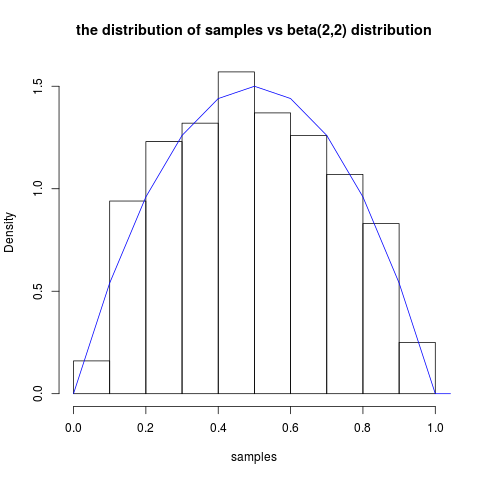 the distribution of samples vs beta(2,2) distribution
Density
1.5
1.0
0.5
0.0
0.0 0.2 0.4 0.6 0.8 1.0
samples